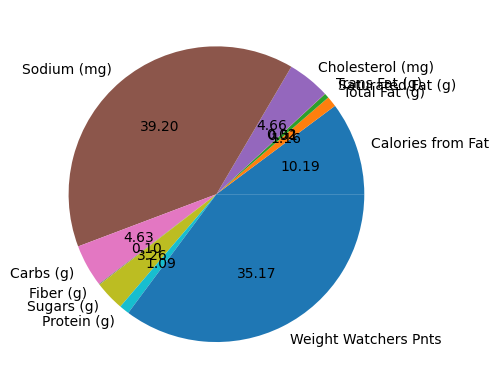 Cholesterol (mg)
Sodium (mg)
Trans Fat (g)
Saturated Fat (g)
Total Fat (g)
4.66
39.20
1.16
Calories from Fat
10.19
4.63
0.10
3.26
1.09
Carbs (g)
35.17
Fiber (g)
Sugars (g)
Protein (g)
Weight Watchers Pnts